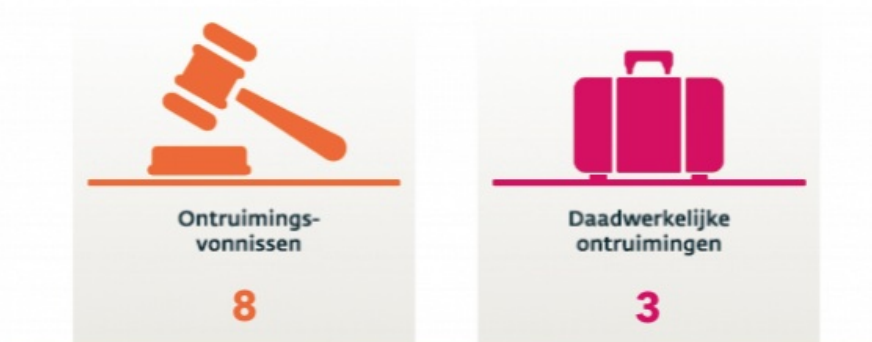 Ontruimings-
vonnissen
8
Daadwerkelijke
ontruimingen
3